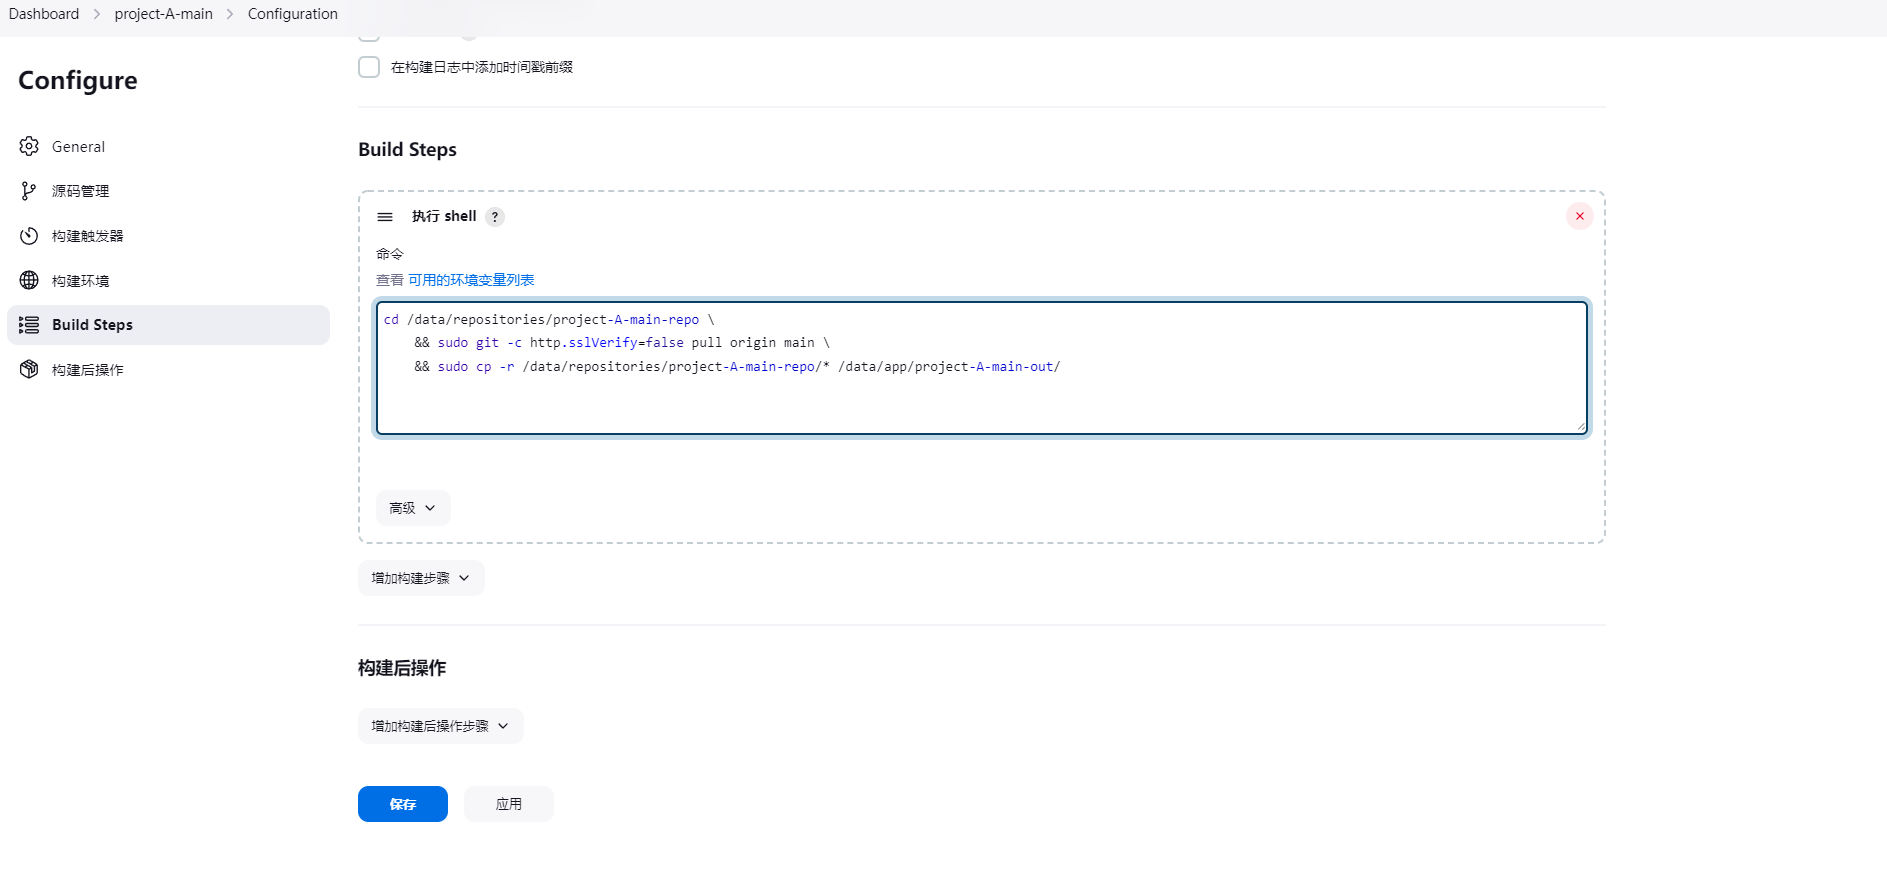 Dashboard > project-A-main > Configuration
Configure
General
源码管理
构建触发器
构建环境
Build Steps
构建后操作
在构建日志中添加时间戳前缀
Build Steps
执行 shell ?
命令
查看 可用的环境变量列表
cd /data/repositories/project-A-main-repo \
    && sudo git -c http.sslVerify=false pull origin main \
    && sudo cp -r /data/repositories/project-A-main-repo/* /data/app/project-A-main-out/
高级
增加构建步骤
构建后操作
增加构建后操作步骤
保存
应用